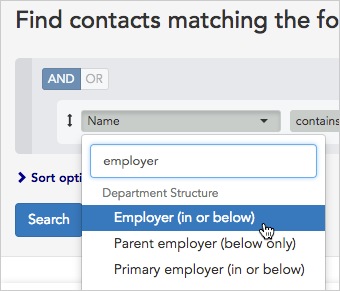 Find contacts matching the fo
AND OR
Name contains
employer
Department Structure
Employer (in or below)
Parent employer (below only)
Primary employer (in or below)
Sort opti
Search